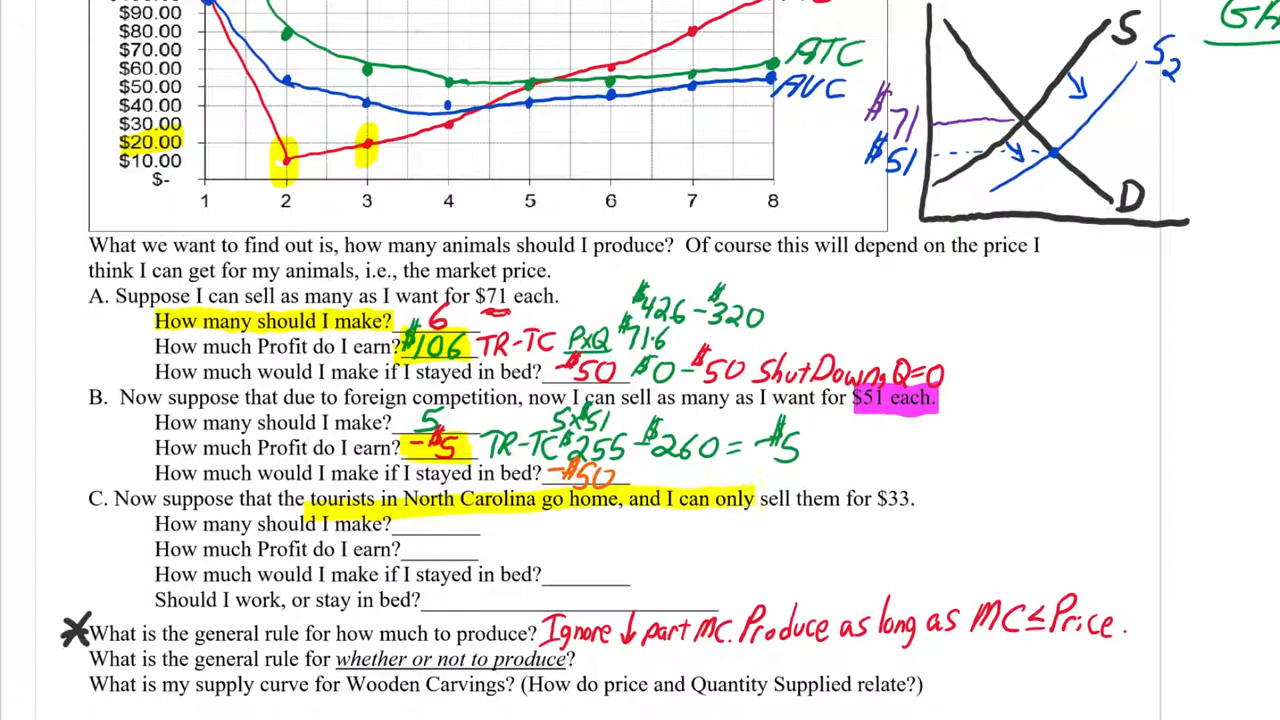 $90.00
$80.00
$70.00
$60.00
$50.00
$40.00
$30.00
$20.00
$10.00
$-
1 2 3 4 5 6 7 8
ATC
AVC
S
S2
$71
$51
D
What we want to find out is, how many animals should I produce? Of course this will depend on the price I
think I can get for my animals, i.e., the market price.
A. Suppose I can sell as many as I want for $71 each.
$426 - $320
How many should I make? 6
How much Profit do I earn? $106 TR-TC PxQ $71·6
How much would I make if I stayed in bed? -$50 $0 - $50 Shut Down, Q=0
B. Now suppose that due to foreign competition, now I can sell as many as I want for $51 each.
How many should I make? 5 5x$51
How much Profit do I earn? -$5 TR-TC $255 - $260 = -$5
How much would I make if I stayed in bed? -$50
C. Now suppose that the tourists in North Carolina go home, and I can only sell them for $33.
How many should I make?
How much Profit do I earn?
How much would I make if I stayed in bed?
Should I work, or stay in bed?
What is the general rule for how much to produce? Ignore ↓ part MC. Produce as long as MC≤Price.
What is the general rule for whether or not to produce?
What is my supply curve for Wooden Carvings? (How do price and Quantity Supplied relate?)